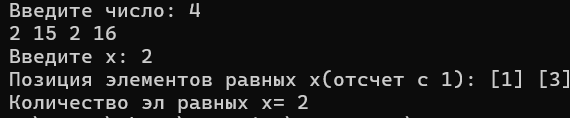 Введите число: 4
2 15 2 16
Введите x: 2
Позиция элементов равных x(отсчет с 1): [1] [3]
Количество эл равных x= 2